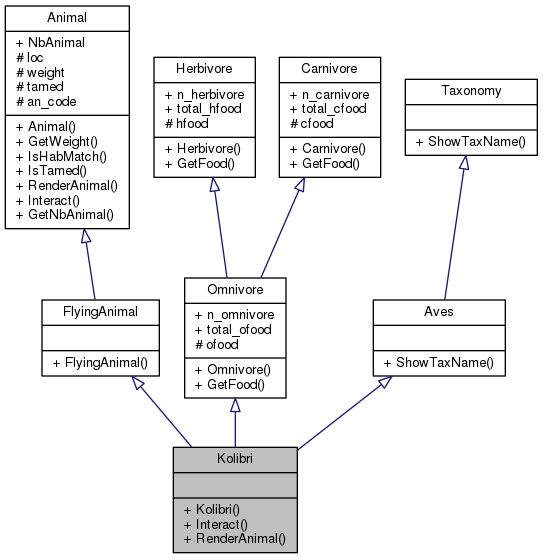 Animal
+ NbAnimal
# loc
# weight
# tamed
# an_code
+ Animal()
+ GetWeight()
+ IsHabMatch()
+ IsTamed()
+ RenderAnimal()
+ Interact()
+ GetNbAnimal()
Herbivore
+ n_herbivore
+ total_hfood
# hfood
+ Herbivore()
+ GetFood()
Carnivore
+ n_carnivore
+ total_cfood
# cfood
+ Carnivore()
+ GetFood()
Taxonomy
+ ShowTaxName()
FlyingAnimal
+ FlyingAnimal()
Omnivore
+ n_omnivore
+ total_ofood
# ofood
+ Omnivore()
+ GetFood()
Aves
+ ShowTaxName()
Kolibri
+ Kolibri()
+ Interact()
+ RenderAnimal()